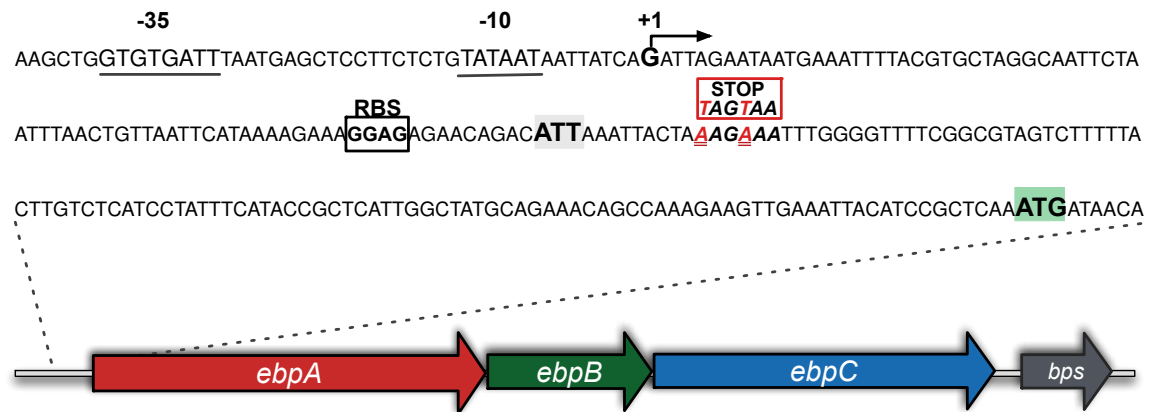 -35 -10 +1
AAGCTGGTGTGATTTAATGAGCTCCTTCTCTGTATAATAATTATCAGATTAGAATAATGAAATTTTACGTGCTAGGCAATTCTA
STOP
RBS TAGTAA
ATTTAACTGTTAATTCATAAAAGAAAGGAGAGAACAGACATTAAATTACTAAAGAAATTTGGGGTTTTCGGCGTAGTCTTTTTA
CTTGTCTCATCCTATTTCATACCGCTCATTGGCTATGCAGAAACAGCCAAAGAAGTTGAAATTACATCCGCTCAAATGATAACA
ebpA ebpB ebpC bps